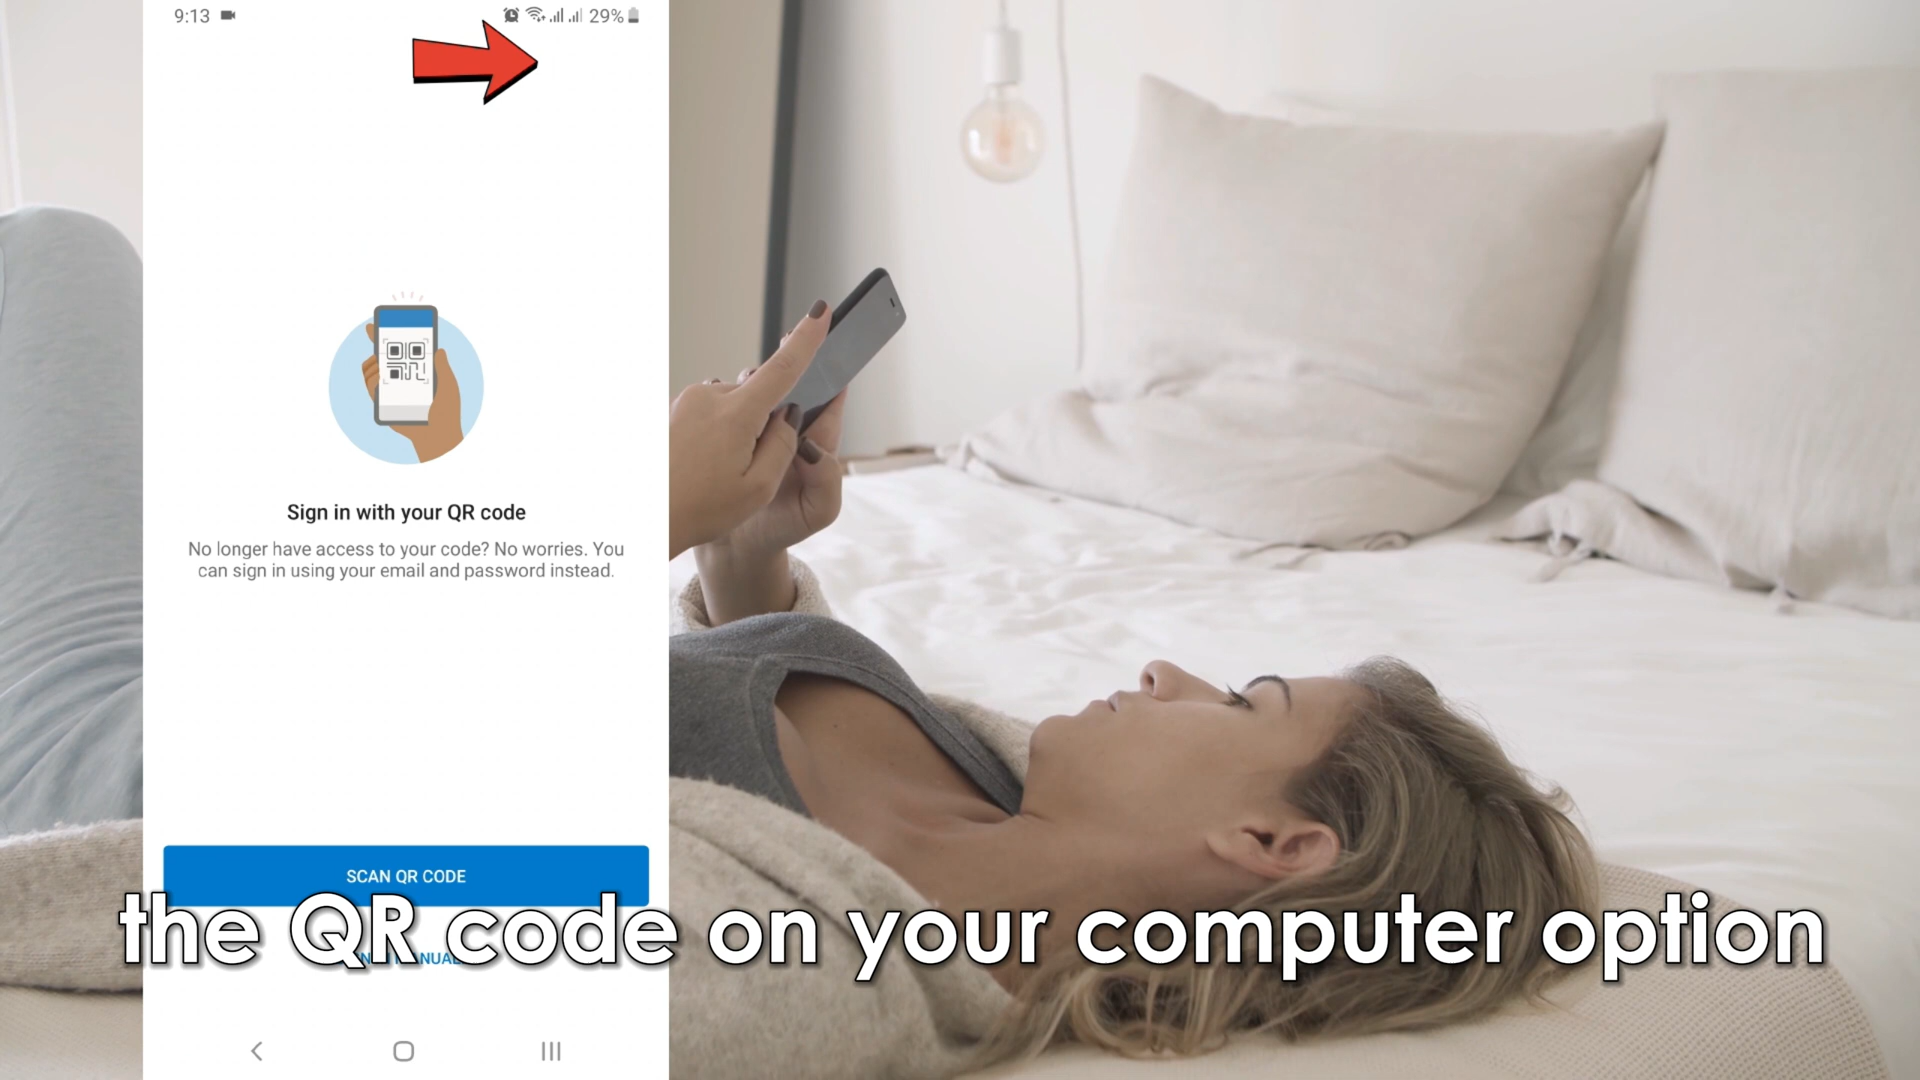 9:13
29%
Sign in with your QR code
No longer have access to your code? No worries. You
can sign in using your email and password instead.
SCAN QR CODE
the QR code on your computer option